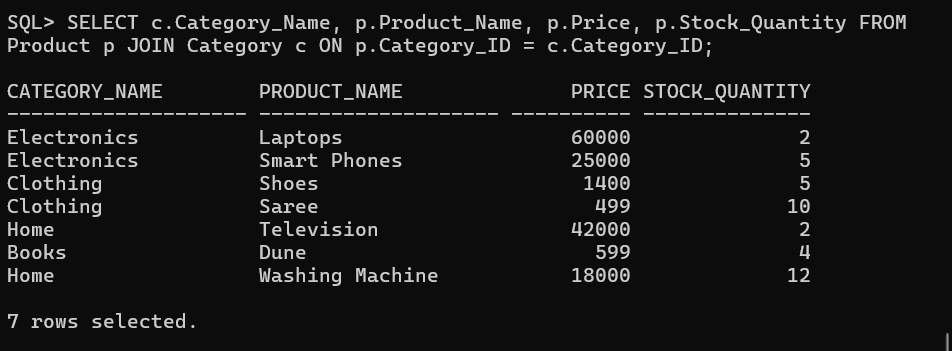 SQL> SELECT c.Category_Name, p.Product_Name, p.Price, p.Stock_Quantity FROM
Product p JOIN Category c ON p.Category_ID = c.Category_ID;
CATEGORY_NAME        PRODUCT_NAME              PRICE STOCK_QUANTITY
-------------------- -------------------- ---------- --------------
Electronics          Laptops                   60000              2
Electronics          Smart Phones              25000              5
Clothing             Shoes                      1400              5
Clothing             Saree                       499             10
Home                 Television                42000              2
Books                Dune                        599              4
Home                 Washing Machine           18000             12
7 rows selected.